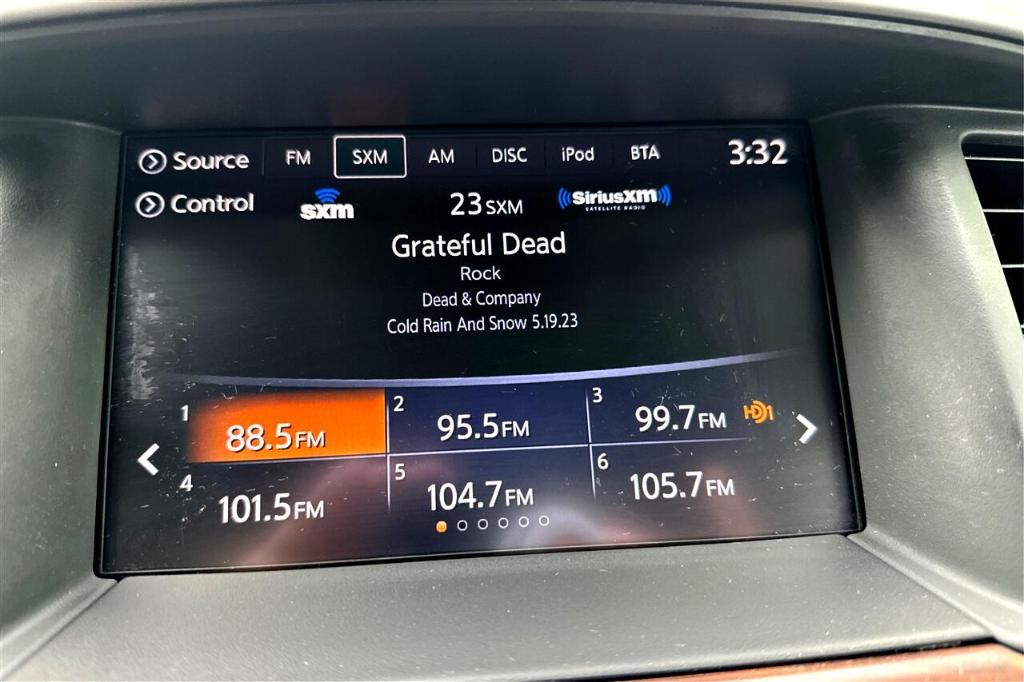 Source FM SXM AM DISC iPod BTA 3:32
Control sxm 23 SXM SiriusXM
SATELLITE RADIO
Grateful Dead
Rock
Dead & Company
Cold Rain And Snow 5.19.23
1 88.5FM 2 95.5FM 3 99.7FM HD1
4 101.5FM 5 104.7FM 6 105.7FM